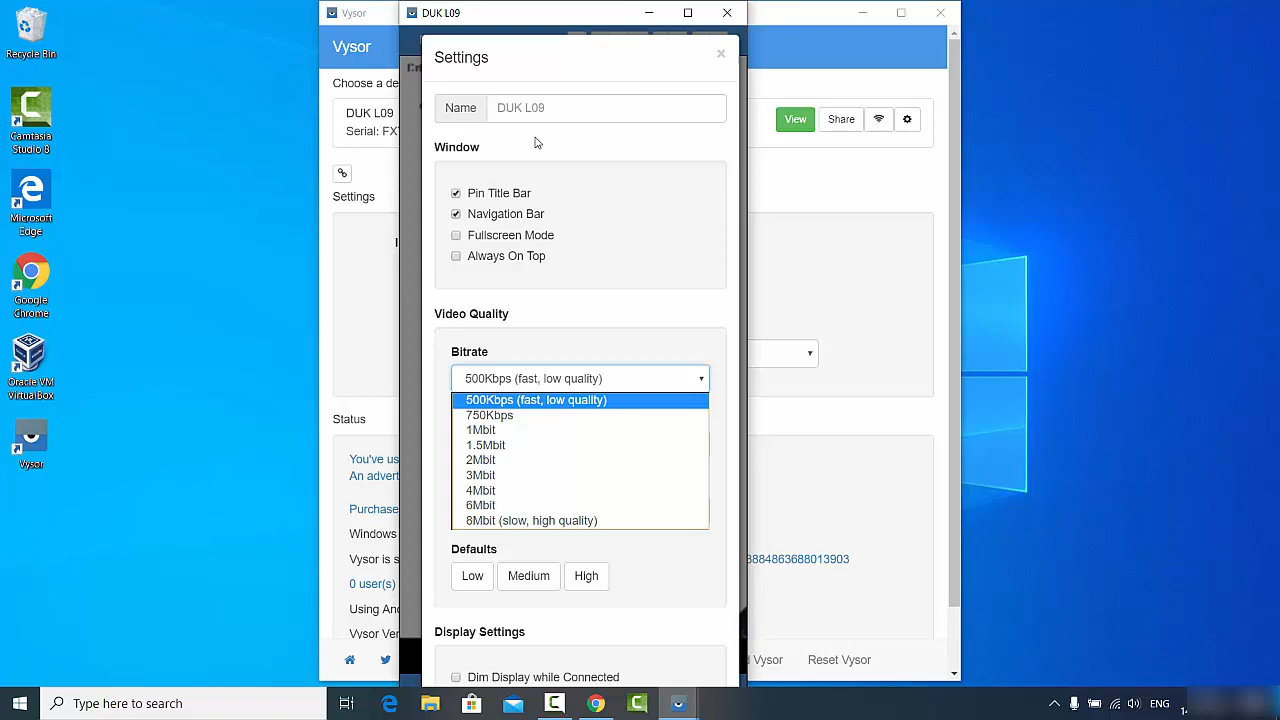 Recycle Bin
Camtasia
Studio 8
Microsoft
Edge
Google
Chrome
Oracle VM
VirtualBox
Vysor
Vysor
DUK L09
Vysor
Choose a de
DUK L09
Serial: FX
View
Share
Settings
Settings
×
Name
DUK L09
Window
Pin Title Bar
Navigation Bar
Fullscreen Mode
Always On Top
Video Quality
Bitrate
500Kbps (fast, low quality)
500Kbps (fast, low quality)
750Kbps
1Mbit
1.5Mbit
2Mbit
3Mbit
4Mbit
6Mbit
8Mbit (slow, high quality)
Defaults
Low
Medium
High
Display Settings
Dim Display while Connected
Status
You've us
An advert
Purchase
Windows
Vysor is s
3884863688013903
0 user(s)
Using And
Vysor Ver
d Vysor
Reset Vysor
Type here to search
ENG